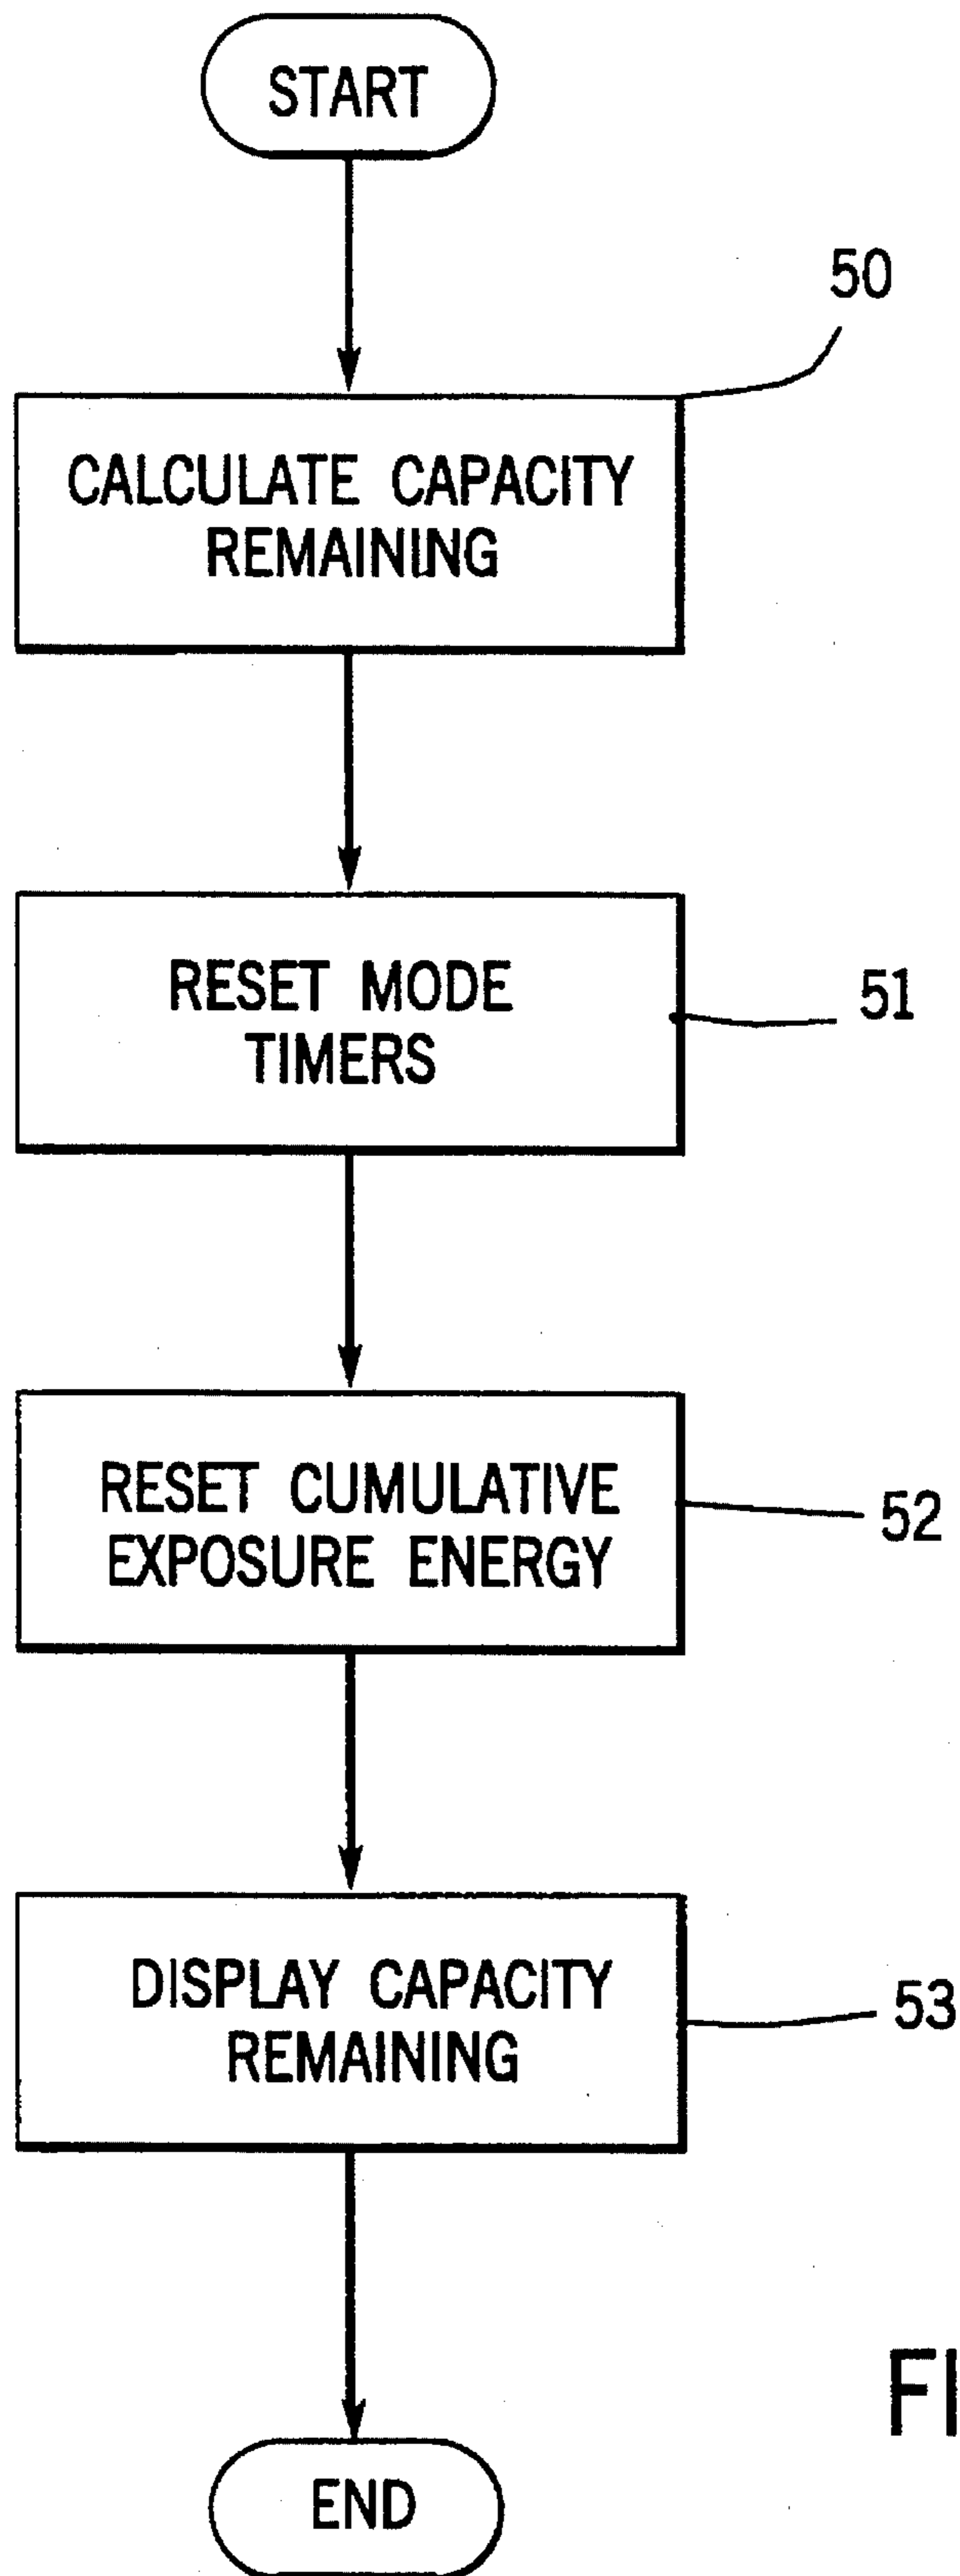 START
50
CALCULATE CAPACITY
REMAINING
RESET MODE
TIMERS
51
RESET CUMULATIVE
EXPOSURE ENERGY
52
DISPLAY CAPACITY
REMAINING
53
FI
END